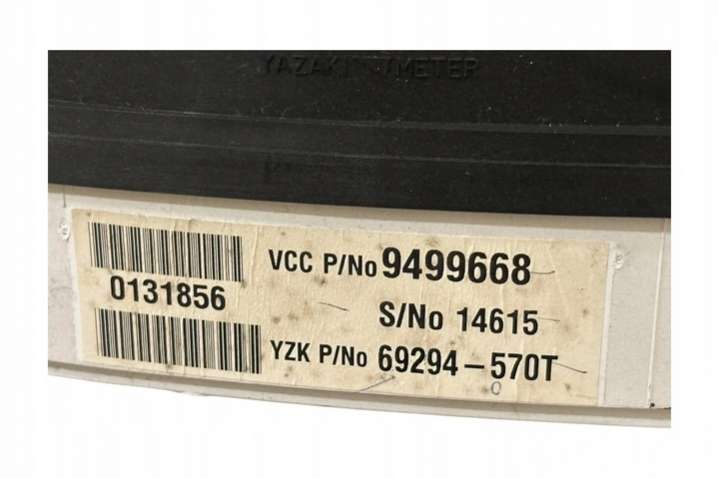 YAZAKI METER
VCC P/No 9499668
0131856
S/No 14615
YZK P/No 69294-570T